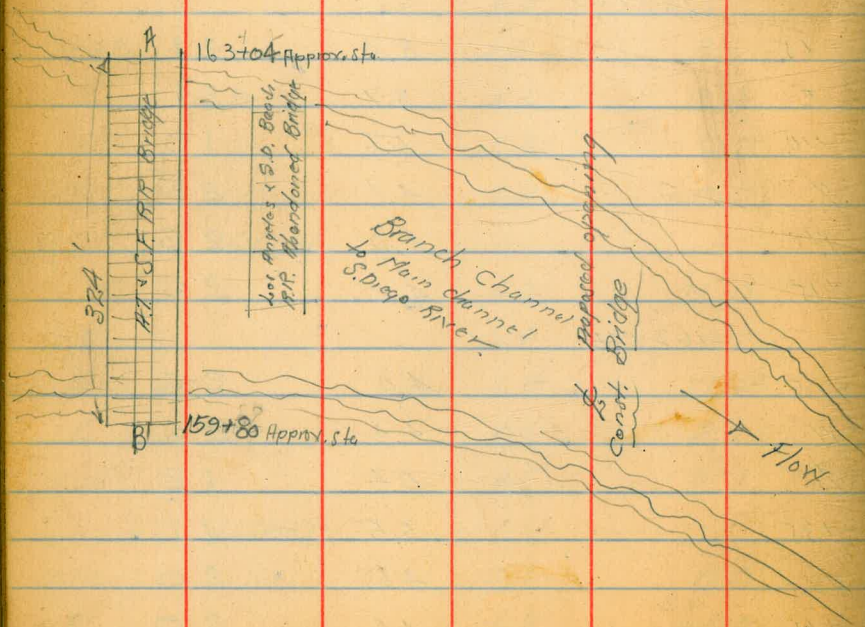 A
163+04 Approx. Sta
A.T.&S.F.RR Bridge
324'
Los Angeles & S.D. Beach
R.R. Abandoned Bridge
Branch Channel
to Main channel
S. Diego River
Proposed opening
Const. Bridge
B
159+80 Approx. Sta
Flow